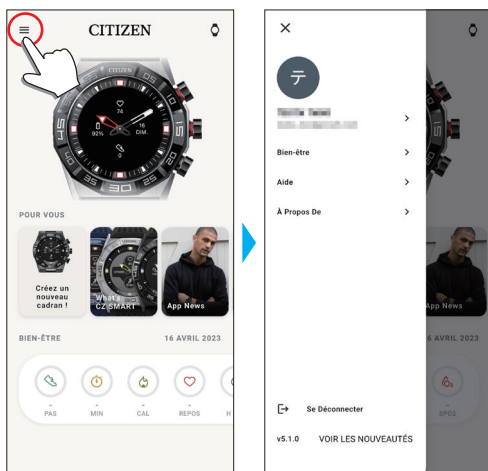 CITIZEN
CITIZEN
74
92%
16
DIM.
0
POUR VOUS
Créez un
nouveau
cadran !
What's
CZ SMART
App News
BIEN-ÊTRE
16 AVRIL 2023
PAS
MIN
CAL
REPOS
H
テ
Bien-être
Aide
À Propos De
Se Déconnecter
v5.1.0 VOIR LES NOUVEAUTÉS
App News
6 AVRIL 2023
SPO2